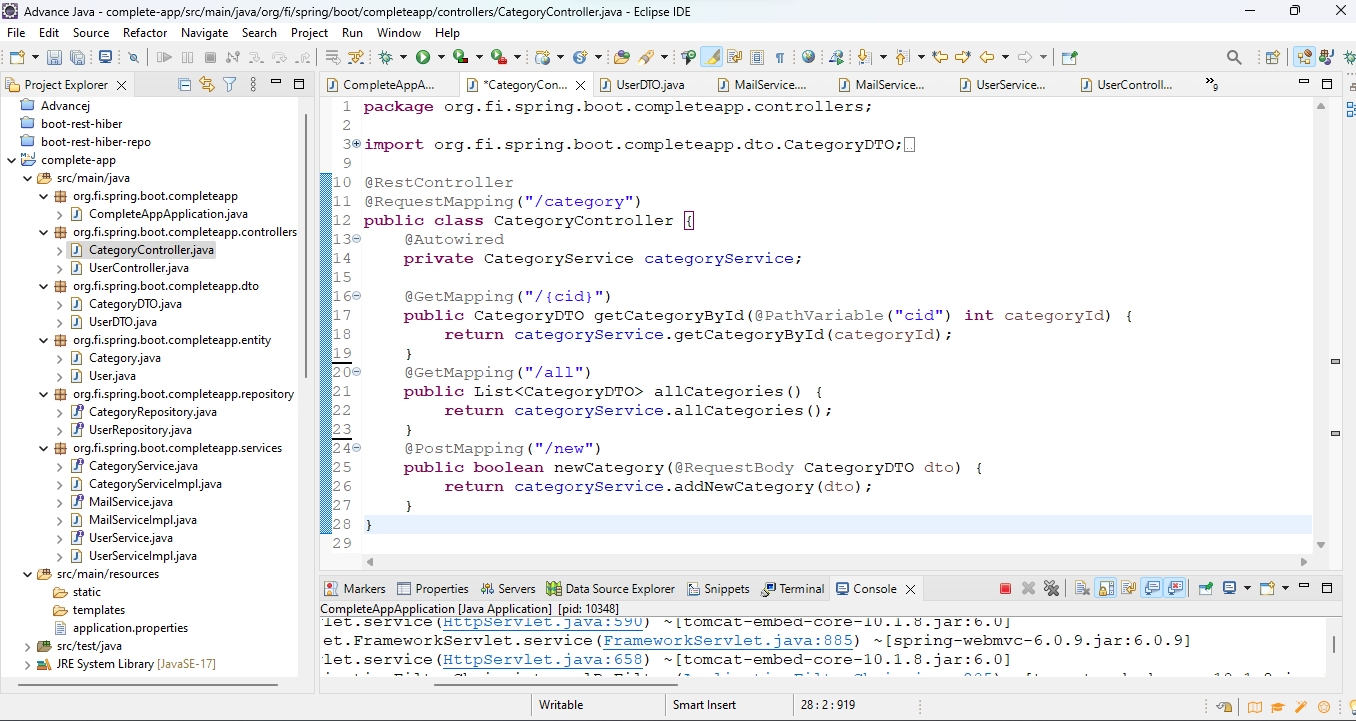 Advance Java - complete-app/src/main/java/org/fi/spring/boot/completeapp/controllers/CategoryController.java - Eclipse IDE
File Edit Source Refactor Navigate Search Project Run Window Help
Project Explorer
Advancej
boot-rest-hiber
boot-rest-hiber-repo
complete-app
src/main/java
org.fi.spring.boot.completeapp
CompleteAppApplication.java
org.fi.spring.boot.completeapp.controllers
CategoryController.java
UserController.java
org.fi.spring.boot.completeapp.dto
CategoryDTO.java
UserDTO.java
org.fi.spring.boot.completeapp.entity
Category.java
User.java
org.fi.spring.boot.completeapp.repository
CategoryRepository.java
UserRepository.java
org.fi.spring.boot.completeapp.services
CategoryService.java
CategoryServiceImpl.java
MailService.java
MailServiceImpl.java
UserService.java
UserServiceImpl.java
src/main/resources
static
templates
application.properties
src/test/java
JRE System Library [JavaSE-17]
CompleteAppA... *CategoryCon... UserDTO.java MailService.... MailService... UserService... UserControll... »9
1 package org.fi.spring.boot.completeapp.controllers;
2
3 import org.fi.spring.boot.completeapp.dto.CategoryDTO;
9
10 @RestController
11 @RequestMapping("/category")
12 public class CategoryController {
13 @Autowired
14 private CategoryService categoryService;
15
16 @GetMapping("/{cid}")
17 public CategoryDTO getCategoryById(@PathVariable("cid") int categoryId) {
18 return categoryService.getCategoryById(categoryId);
19 }
20 @GetMapping("/all")
21 public List<CategoryDTO> allCategories() {
22 return categoryService.allCategories();
23 }
24 @PostMapping("/new")
25 public boolean newCategory(@RequestBody CategoryDTO dto) {
26 return categoryService.addNewCategory(dto);
27 }
28 }
29
Markers Properties Servers Data Source Explorer Snippets Terminal Console
CompleteAppApplication [Java Application] [pid: 10348]
let.service(HttpServlet.java:590) ~[tomcat-embed-core-10.1.8.jar:6.0]
et.FrameworkServlet.service(FrameworkServlet.java:885) ~[spring-webmvc-6.0.9.jar:6.0.9]
let.service(HttpServlet.java:658) ~[tomcat-embed-core-10.1.8.jar:6.0]
Writable Smart Insert 28 : 2 : 919